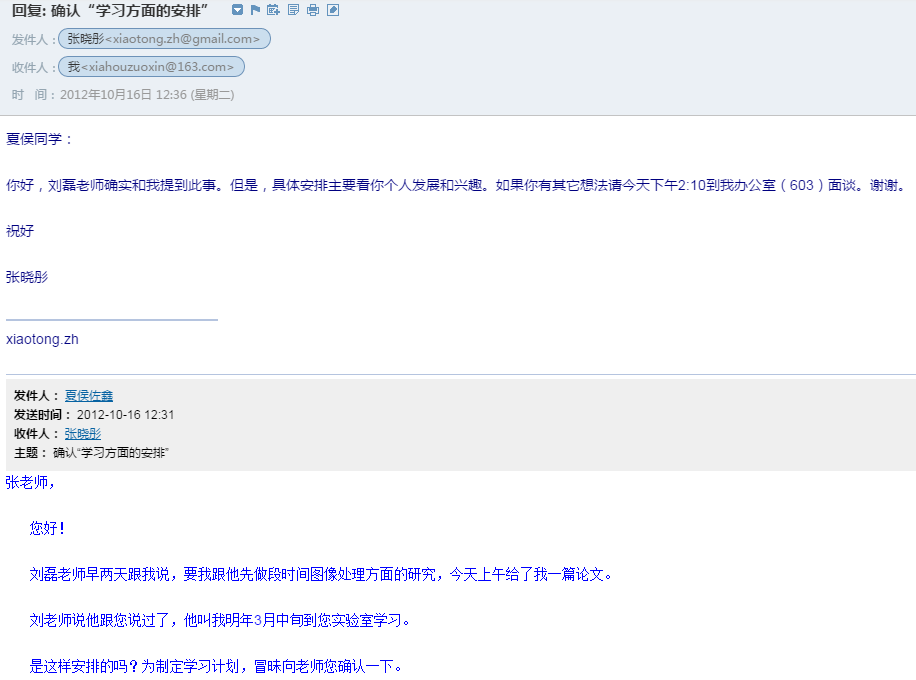 回复: 确认“学习方面的安排”
发件人 : 张晓彤<xiaotong.zh@gmail.com>
收件人 : 我<xiahouzuoxin@163.com>
时 间 : 2012年10月16日 12:36 (星期二)
夏侯同学：
你好，刘磊老师确实和我提到此事。但是，具体安排主要看你个人发展和兴趣。如果你有其它想法请今天下午2:10到我办公室（603）面谈。谢谢。
祝好
张晓彤
xiaotong.zh
发件人： 夏侯佐鑫
发送时间： 2012-10-16 12:31
收件人： 张晓彤
主题： 确认“学习方面的安排”
张老师，
您好！
刘磊老师早两天跟我说，要我跟他先做段时间图像处理方面的研究，今天上午给了我一篇论文。
刘老师说他跟您说过了，他叫我明年3月中旬到您实验室学习。
是这样安排的吗？为制定学习计划，冒昧向老师您确认一下。